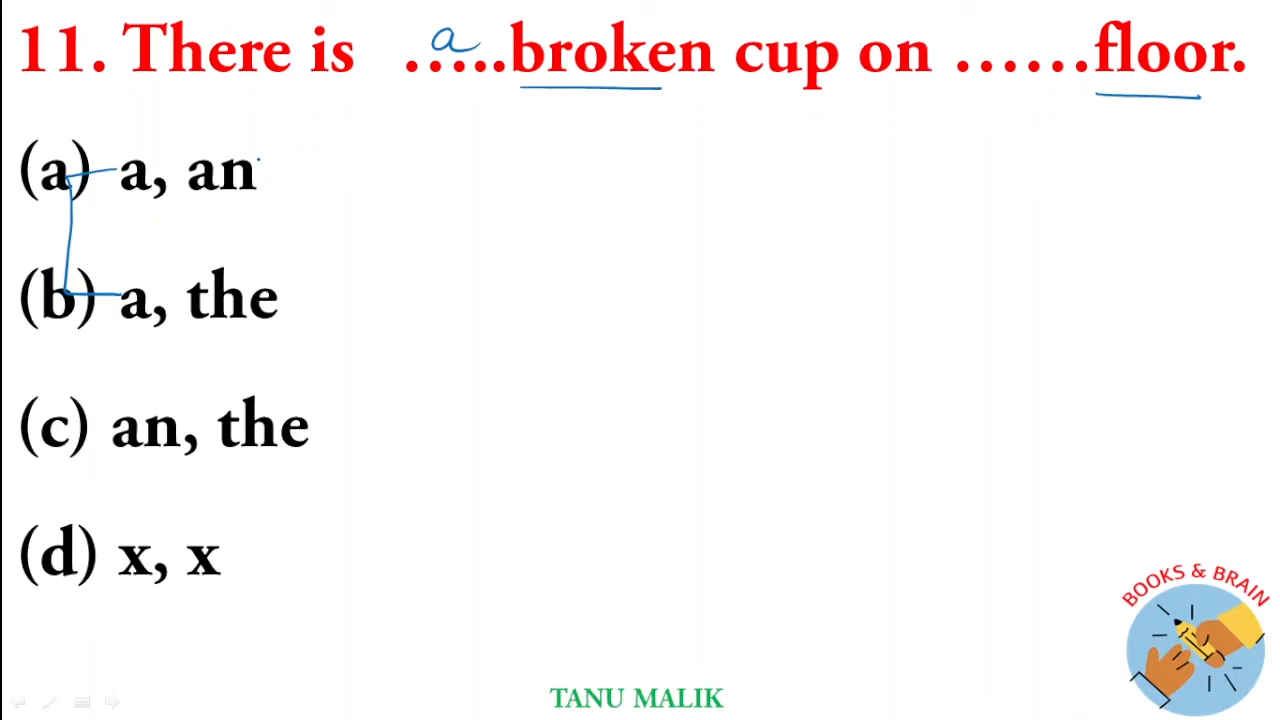 11. There is a…..broken cup on ……floor.
(a) a, an
(b) a, the
(c) an, the
(d) x, x
BOOKS & BRAIN
TANU MALIK